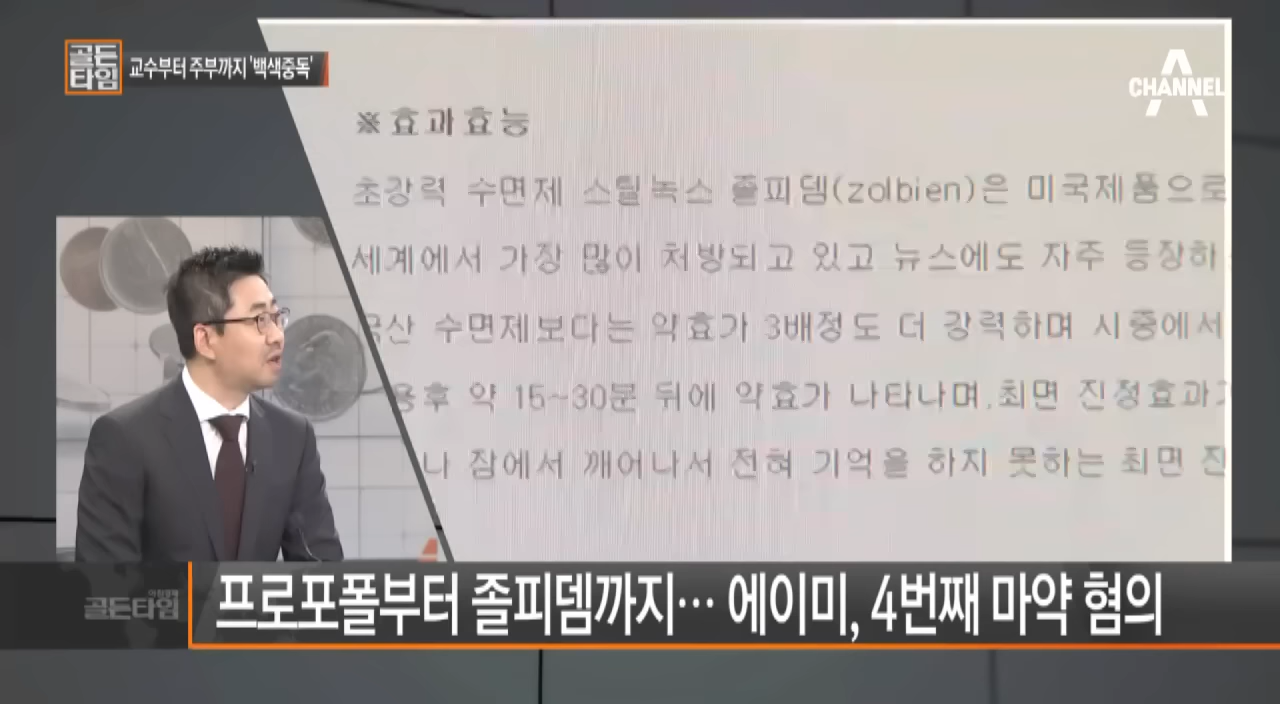 골든
타임
교수부터 주부까지 '백색중독'
CHANNEL A
※효과효능
초강력 수면제 스틸녹스 졸피뎀(zolbien)은 미국제품으로
세계에서 가장 많이 처방되고 있고 뉴스에도 자주 등장하
수면제보다는 약효가 3배정도 더 강력하며 시중에서
용후 약 15~30분 뒤에 약효가 나타나며.최면 진정효과
나 잠에서 깨어나서 전혀 기억을 하지 못하는 최면 진
아침경제
골든타임
프로포폴부터 졸피뎀까지… 에이미, 4번째 마약 혐의